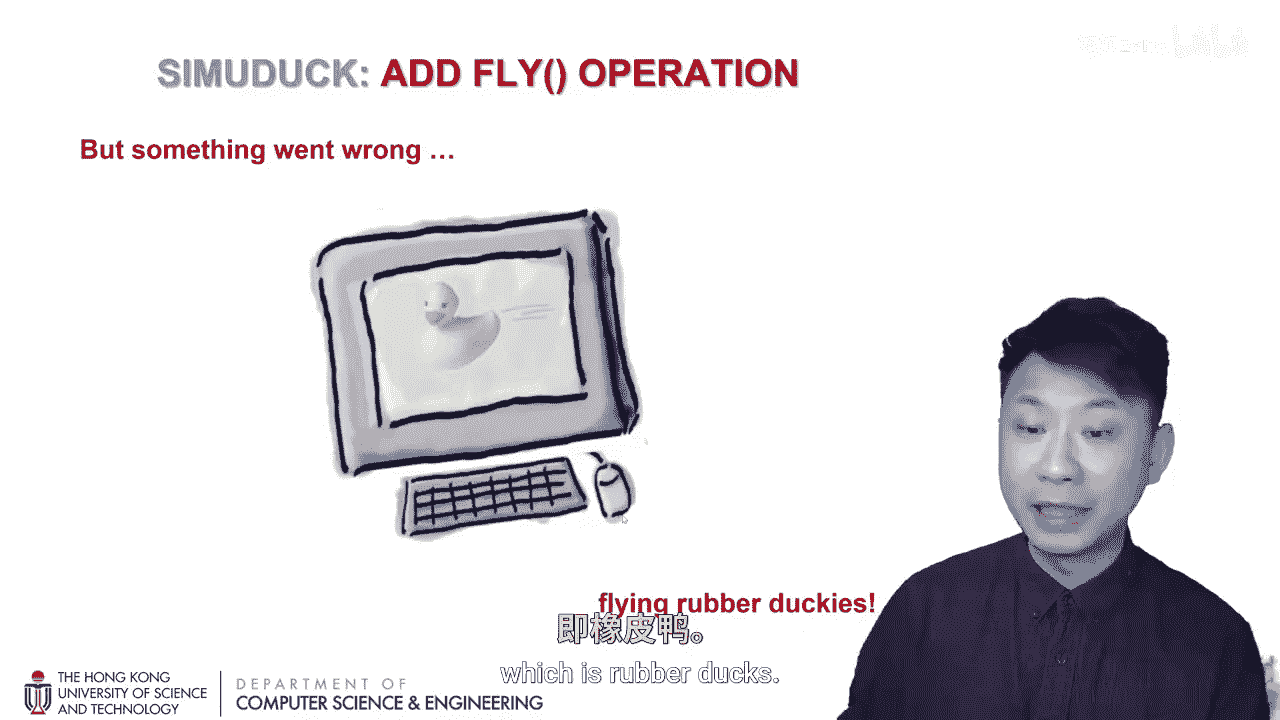 SIMUDUCK: ADD FLY() OPERATION
But something went wrong …
flying rubber duckies!
即橡皮鸭。
which is rubber ducks.
THE HONG KONG
UNIVERSITY OF SCIENCE
AND TECHNOLOGY
DEPARTMENT OF
COMPUTER SCIENCE & ENGINEERING